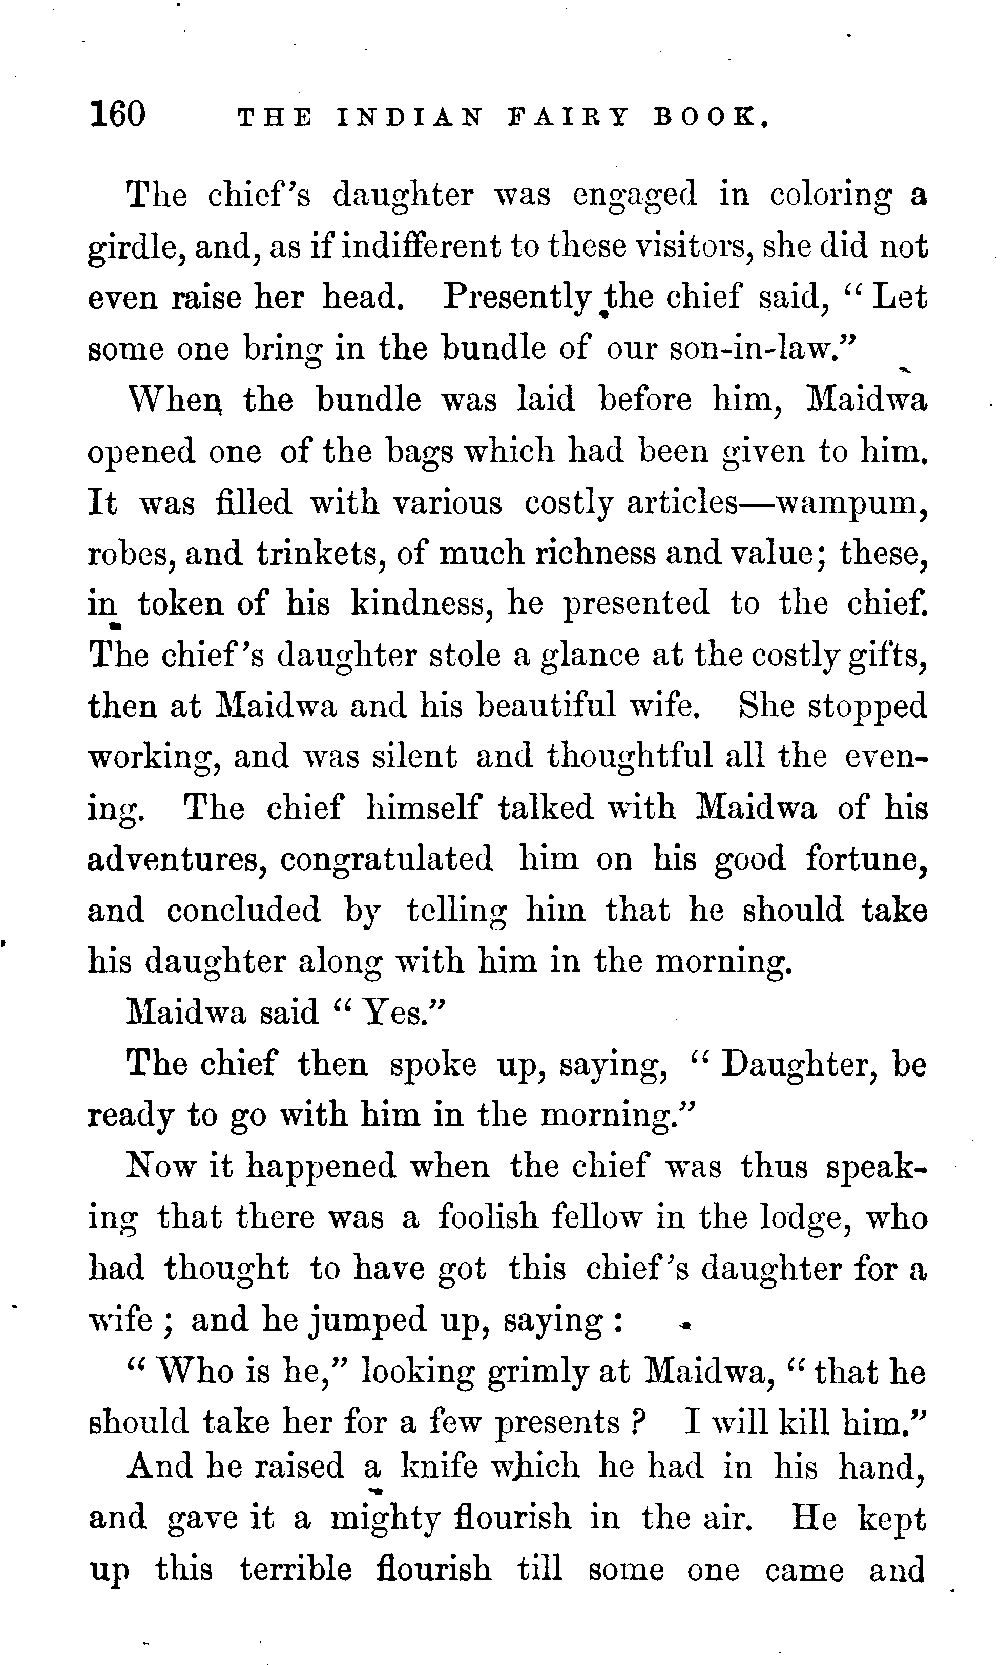 160 THE INDIAN FAIRY BOOK.
The chief's daughter was engaged in coloring a
girdle, and, as if indifferent to these visitors, she did not
even raise her head. Presently the chief said, “ Let
some one bring in the bundle of our son-in-law.”
When the bundle was laid before him, Maidwa
opened one of the bags which had been given to him.
It was filled with various costly articles—wampum,
robes, and trinkets, of much richness and value; these,
in token of his kindness, he presented to the chief.
The chief's daughter stole a glance at the costly gifts,
then at Maidwa and his beautiful wife. She stopped
working, and was silent and thoughtful all the even-
ing. The chief himself talked with Maidwa of his
adventures, congratulated him on his good fortune,
and concluded by telling him that he should take
his daughter along with him in the morning.
Maidwa said “ Yes.”
The chief then spoke up, saying, “ Daughter, be
ready to go with him in the morning.”
Now it happened when the chief was thus speak-
ing that there was a foolish fellow in the lodge, who
had thought to have got this chief's daughter for a
wife ; and he jumped up, saying :
“ Who is he,” looking grimly at Maidwa, “ that he
should take her for a few presents ? I will kill him.”
And he raised a knife which he had in his hand,
and gave it a mighty flourish in the air. He kept
up this terrible flourish till some one came and